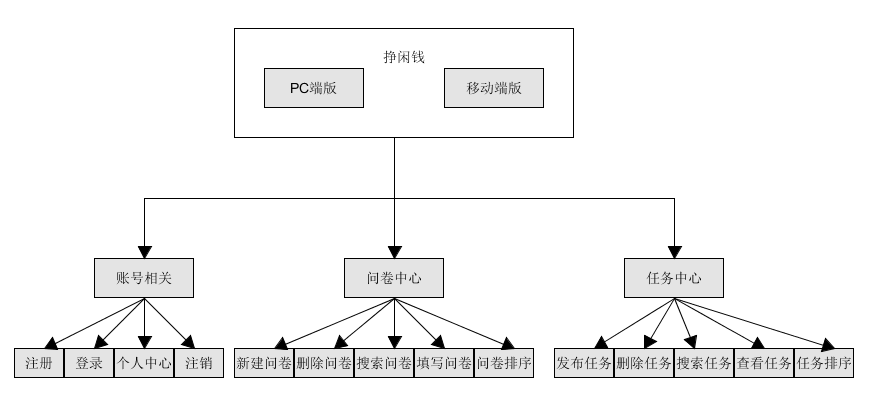 挣闲钱
PC端版
移动端版
账号相关
问卷中心
任务中心
注册
登录
个人中心
注销
新建问卷
删除问卷
搜索问卷
填写问卷
问卷排序
发布任务
删除任务
搜索任务
查看任务
任务排序